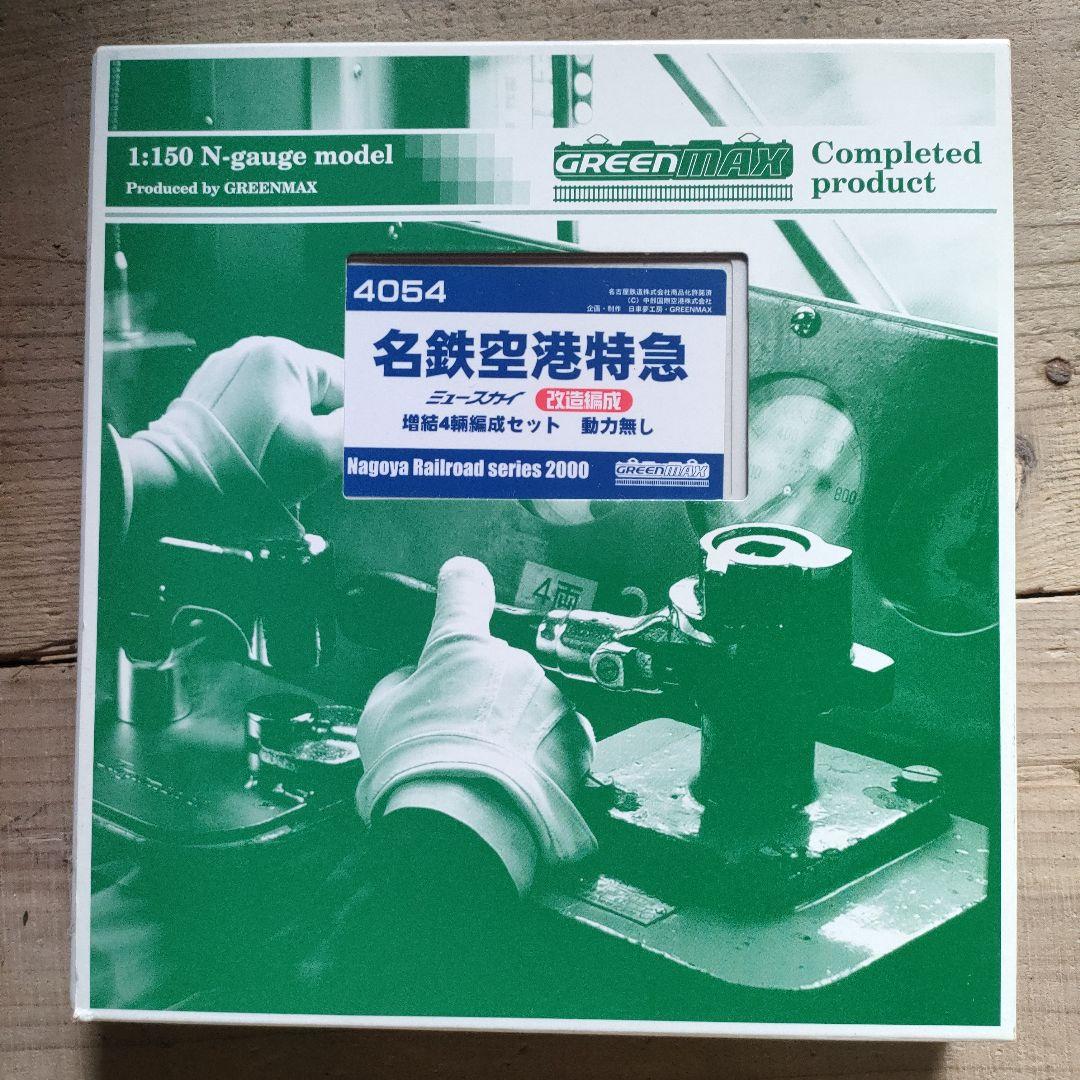 1:150 N-gauge model
Produced by GREENMAX
GREENMAX
Completed
product
4054
名古屋鉄道株式会社商品化許諾済
(C) 中部国際空港株式会社
企画・制作 日車夢工房・GREENMAX
名鉄空港特急
ミュースカイ 改造編成
増結4輛編成セット 動力無し
Nagoya Railroad series 2000 GREENMAX
800
4両